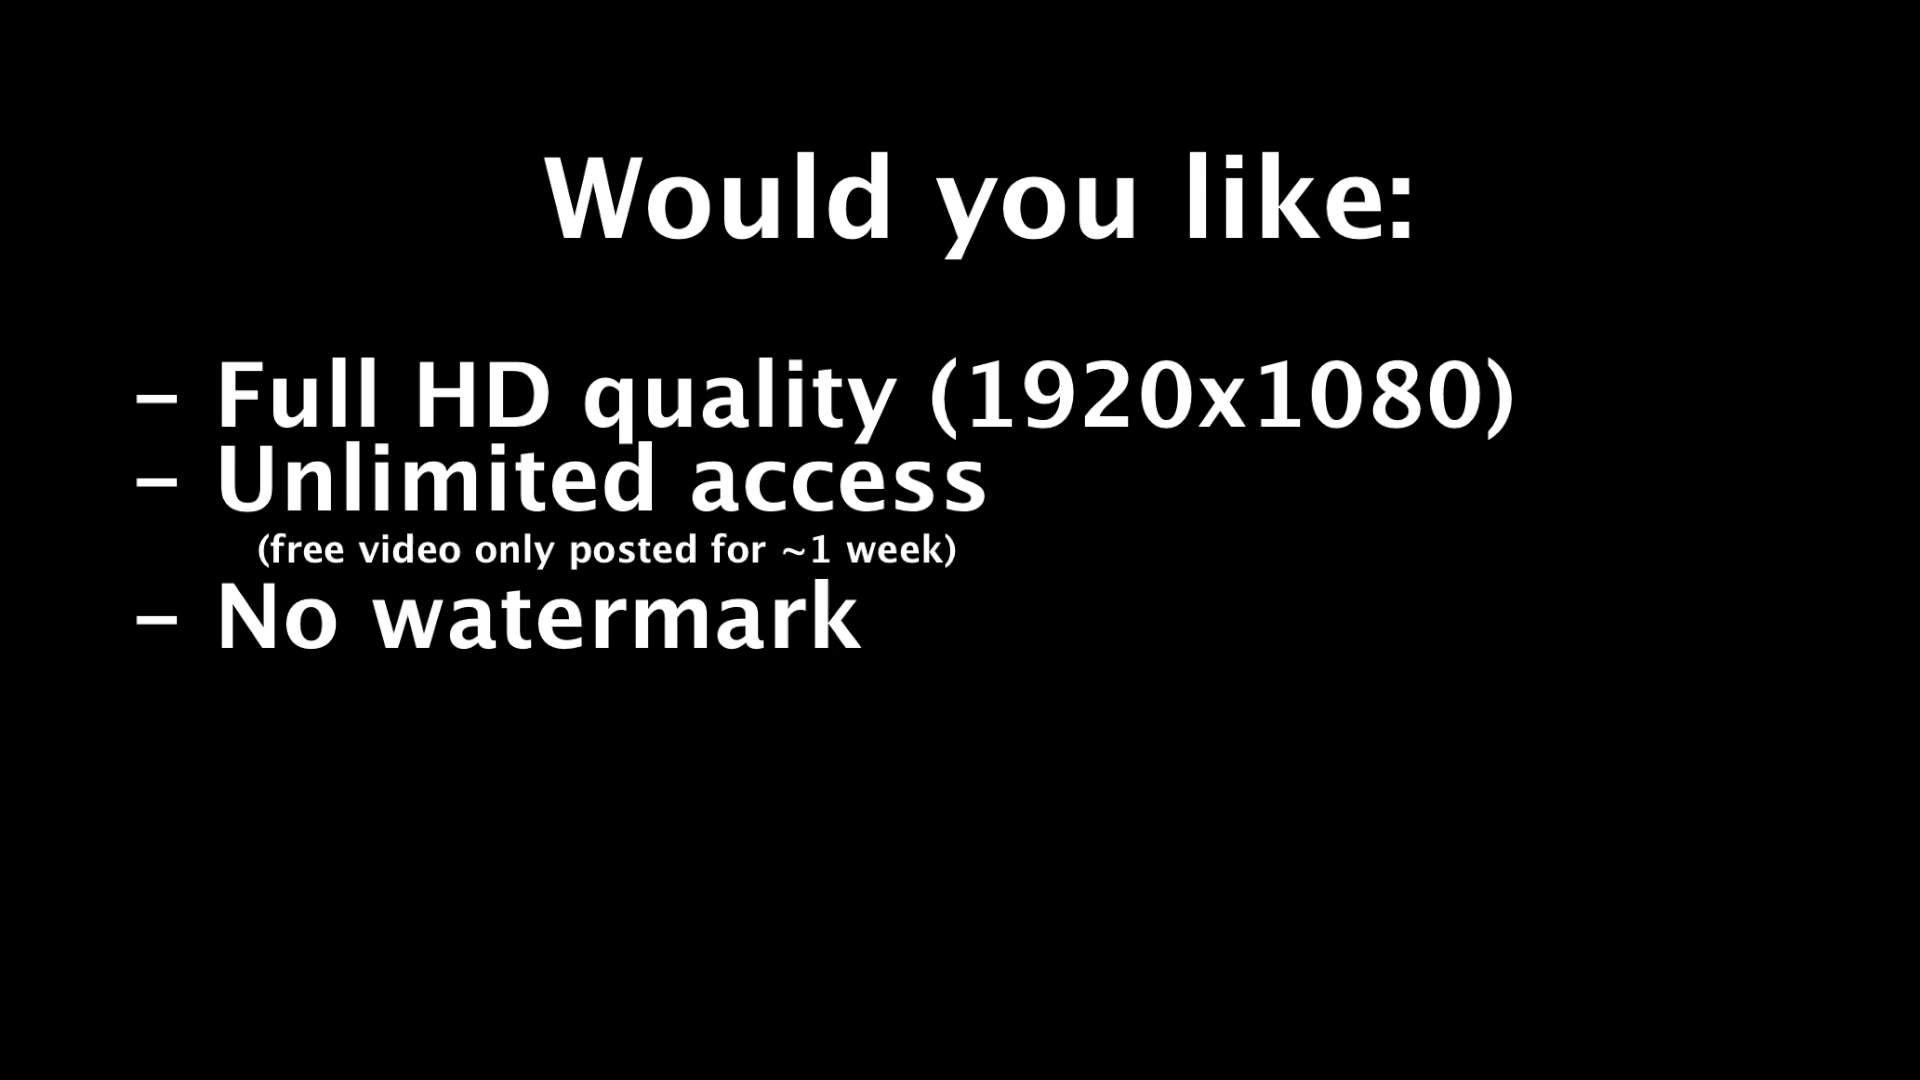 Would you like:
- Full HD quality (1920x1080)
- Unlimited access
(free video only posted for ~1 week)
- No watermark